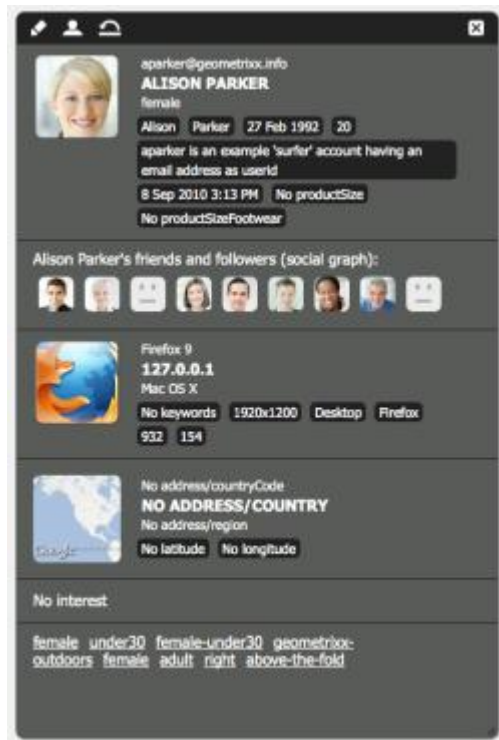 aparker@geometrixx.info
ALISON PARKER
female
Alison Parker 27 Feb 1992 20
aparker is an example 'surfer' account having an
email address as userid
8 Sep 2010 3:13 PM No productSize
No productSizeFootwear
Alison Parker's friends and followers (social graph):
Firefox 9
127.0.0.1
Mac OS X
No keywords 1920x1200 Desktop Firefox
932 154
No address/countryCode
NO ADDRESS/COUNTRY
No address/region
No latitude No longitude
Google
No interest
female under30 female-under30 geometrixx-
outdoors female adult right above-the-fold